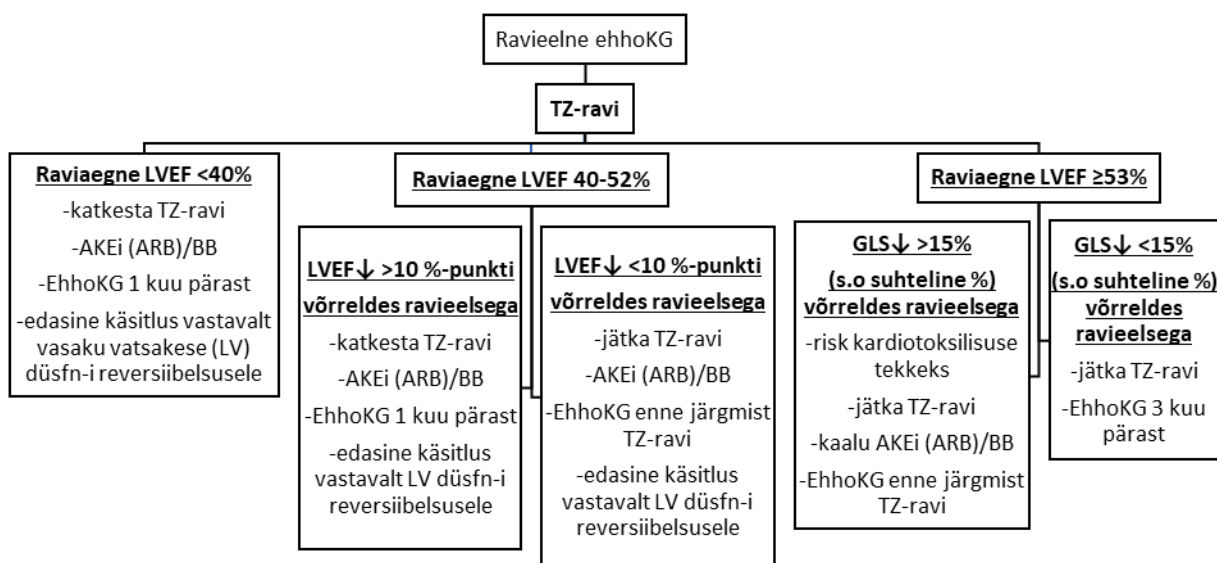 Ravieelne ehhoKG
TZ-ravi
Raviaegne LVEF <40%
-katkesta TZ-ravi
-AKEi (ARB)/BB
-EhhoKG 1 kuu pärast
-edasine käsitlus vastavalt
vasaku vatsakese (LV)
düsfn-i reversiibelsusele
Raviaegne LVEF 40-52%
LVEF↓ >10 %-punkti
võrreldes ravieelsega
-katkesta TZ-ravi
-AKEi (ARB)/BB
-EhhoKG 1 kuu pärast
-edasine käsitlus
vastavalt LV düsfn-i
reversiibelsusele
LVEF↓ <10 %-punkti
võrreldes ravieelsega
-jätka TZ-ravi
-AKEi (ARB)/BB
-EhhoKG enne järgmist
TZ-ravi
-edasine käsitlus
vastavalt LV düsfn-i
reversiibelsusele
Raviaegne LVEF ≥53%
GLS↓ >15%
(s.o suhteline %)
võrreldes ravieelsega
-risk kardiotoksilisuse
tekkeks
-jätka TZ-ravi
-kaalu AKEi (ARB)/BB
-EhhoKG enne järgmist
TZ-ravi
GLS↓ <15%
(s.o suhteline %)
võrreldes
ravieelsega
-jätka TZ-ravi
-EhhoKG 3 kuu
pärast